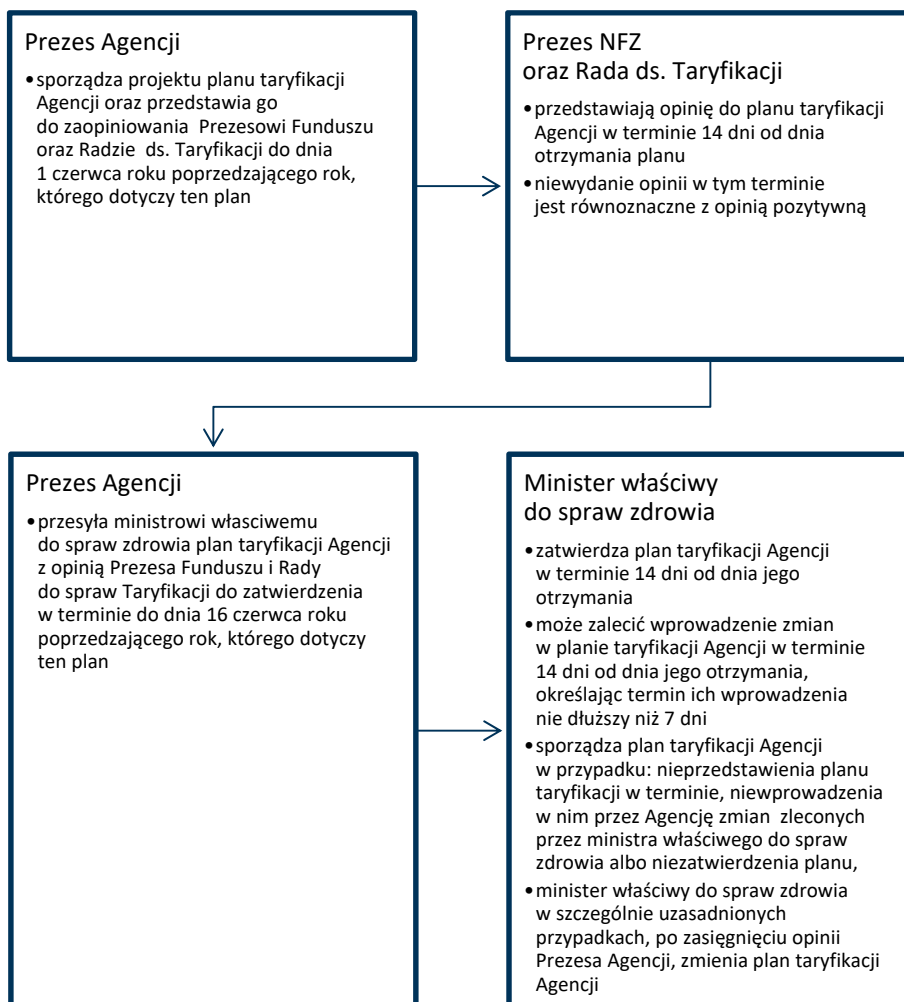 Prezes Agencji
•sporządza projektu planu taryfikacji
Agencji oraz przedstawia go
do zaopiniowania Prezesowi Funduszu
oraz Radzie ds. Taryfikacji do dnia
1 czerwca roku poprzedzającego rok,
którego dotyczy ten plan
Prezes NFZ
oraz Rada ds. Taryfikacji
•przedstawiają opinię do planu taryfikacji
Agencji w terminie 14 dni od dnia
otrzymania planu
•niewydanie opinii w tym terminie
jest równoznaczne z opinią pozytywną
Prezes Agencji
•przesyła ministrowi własciwemu
do spraw zdrowia plan taryfikacji Agencji
z opinią Prezesa Funduszu i Rady
do spraw Taryfikacji do zatwierdzenia
w terminie do dnia 16 czerwca roku
poprzedzającego rok, którego dotyczy
ten plan
Minister właściwy
do spraw zdrowia
•zatwierdza plan taryfikacji Agencji
w terminie 14 dni od dnia jego
otrzymania
•może zalecić wprowadzenie zmian
w planie taryfikacji Agencji w terminie
14 dni od dnia jego otrzymania,
określając termin ich wprowadzenia
nie dłuższy niż 7 dni
•sporządza plan taryfikacji Agencji
w przypadku: nieprzedstawienia planu
taryfikacji w terminie, niewprowadzenia
w nim przez Agencję zmian zleconych
przez ministra właściwego do spraw
zdrowia albo niezatwierdzenia planu,
•minister właściwy do spraw zdrowia
w szczególnie uzasadnionych
przypadkach, po zasięgnięciu opinii
Prezesa Agencji, zmienia plan taryfikacji
Agencji